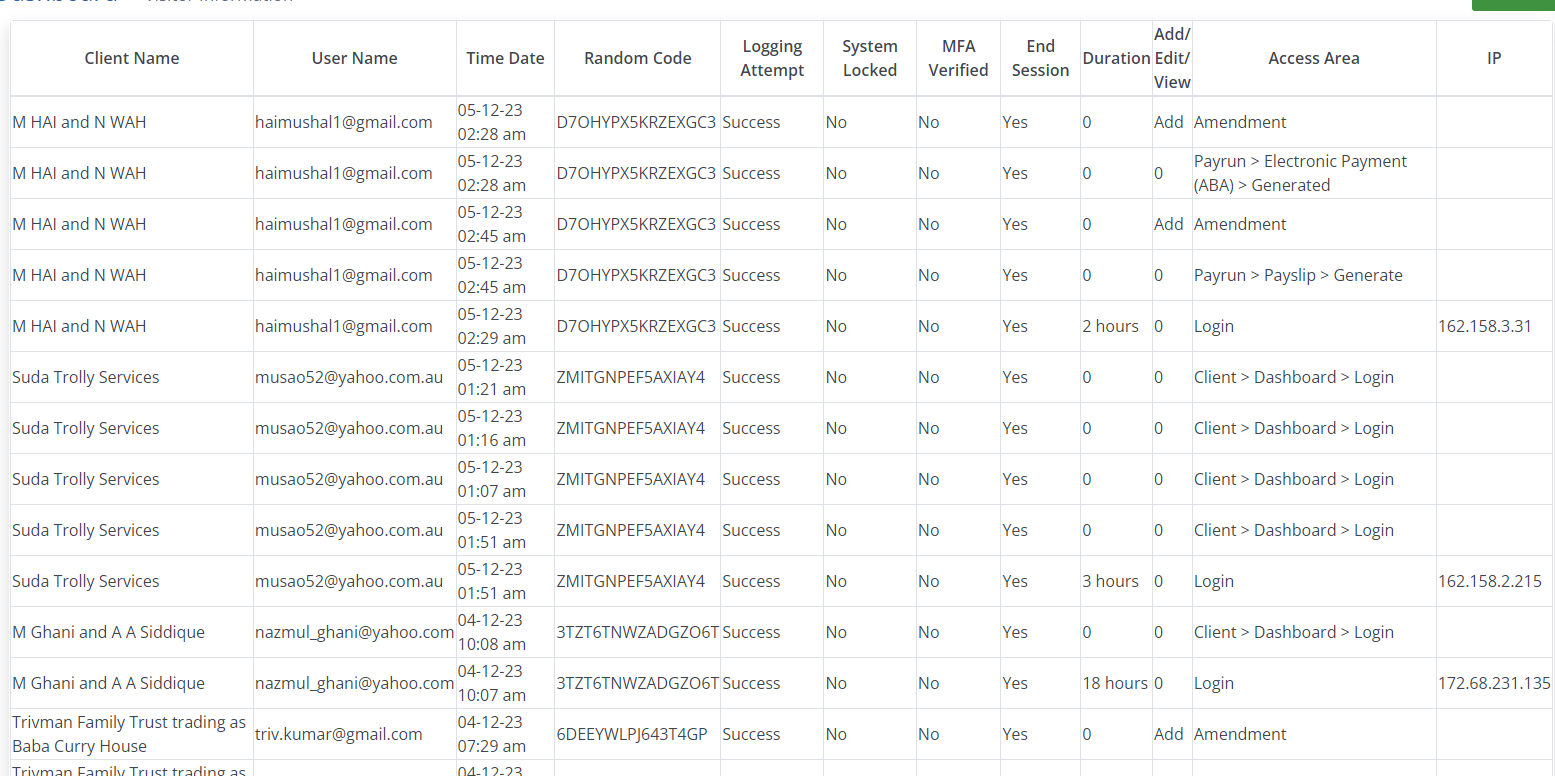 Visitor Information
Client Name User Name Time Date Random Code Logging Attempt System Locked MFA Verified End Session Duration Add/ Edit/ View Access Area IP
M HAI and N WAH haimushal1@gmail.com 05-12-23 02:28 am D7OHYPX5KRZEXGC3 Success No No Yes 0 Add Amendment
M HAI and N WAH haimushal1@gmail.com 05-12-23 02:28 am D7OHYPX5KRZEXGC3 Success No No Yes 0 0 Payrun > Electronic Payment (ABA) > Generated
M HAI and N WAH haimushal1@gmail.com 05-12-23 02:45 am D7OHYPX5KRZEXGC3 Success No No Yes 0 Add Amendment
M HAI and N WAH haimushal1@gmail.com 05-12-23 02:45 am D7OHYPX5KRZEXGC3 Success No No Yes 0 0 Payrun > Payslip > Generate
M HAI and N WAH haimushal1@gmail.com 05-12-23 02:29 am D7OHYPX5KRZEXGC3 Success No No Yes 2 hours 0 Login 162.158.3.31
Suda Trolly Services musao52@yahoo.com.au 05-12-23 01:21 am ZMITGNPEF5AXIAY4 Success No No Yes 0 0 Client > Dashboard > Login
Suda Trolly Services musao52@yahoo.com.au 05-12-23 01:16 am ZMITGNPEF5AXIAY4 Success No No Yes 0 0 Client > Dashboard > Login
Suda Trolly Services musao52@yahoo.com.au 05-12-23 01:07 am ZMITGNPEF5AXIAY4 Success No No Yes 0 0 Client > Dashboard > Login
Suda Trolly Services musao52@yahoo.com.au 05-12-23 01:51 am ZMITGNPEF5AXIAY4 Success No No Yes 0 0 Client > Dashboard > Login
Suda Trolly Services musao52@yahoo.com.au 05-12-23 01:51 am ZMITGNPEF5AXIAY4 Success No No Yes 3 hours 0 Login 162.158.2.215
M Ghani and A A Siddique nazmul_ghani@yahoo.com 04-12-23 10:08 am 3TZT6TNWZADGZO6T Success No No Yes 0 0 Client > Dashboard > Login
M Ghani and A A Siddique nazmul_ghani@yahoo.com 04-12-23 10:07 am 3TZT6TNWZADGZO6T Success No No Yes 18 hours 0 Login 172.68.231.135
Trivman Family Trust trading as Baba Curry House triv.kumar@gmail.com 04-12-23 07:29 am 6DEEYWLPJ643T4GP Success No No Yes 0 Add Amendment
Trivman Family Trust trading as 04-12-23